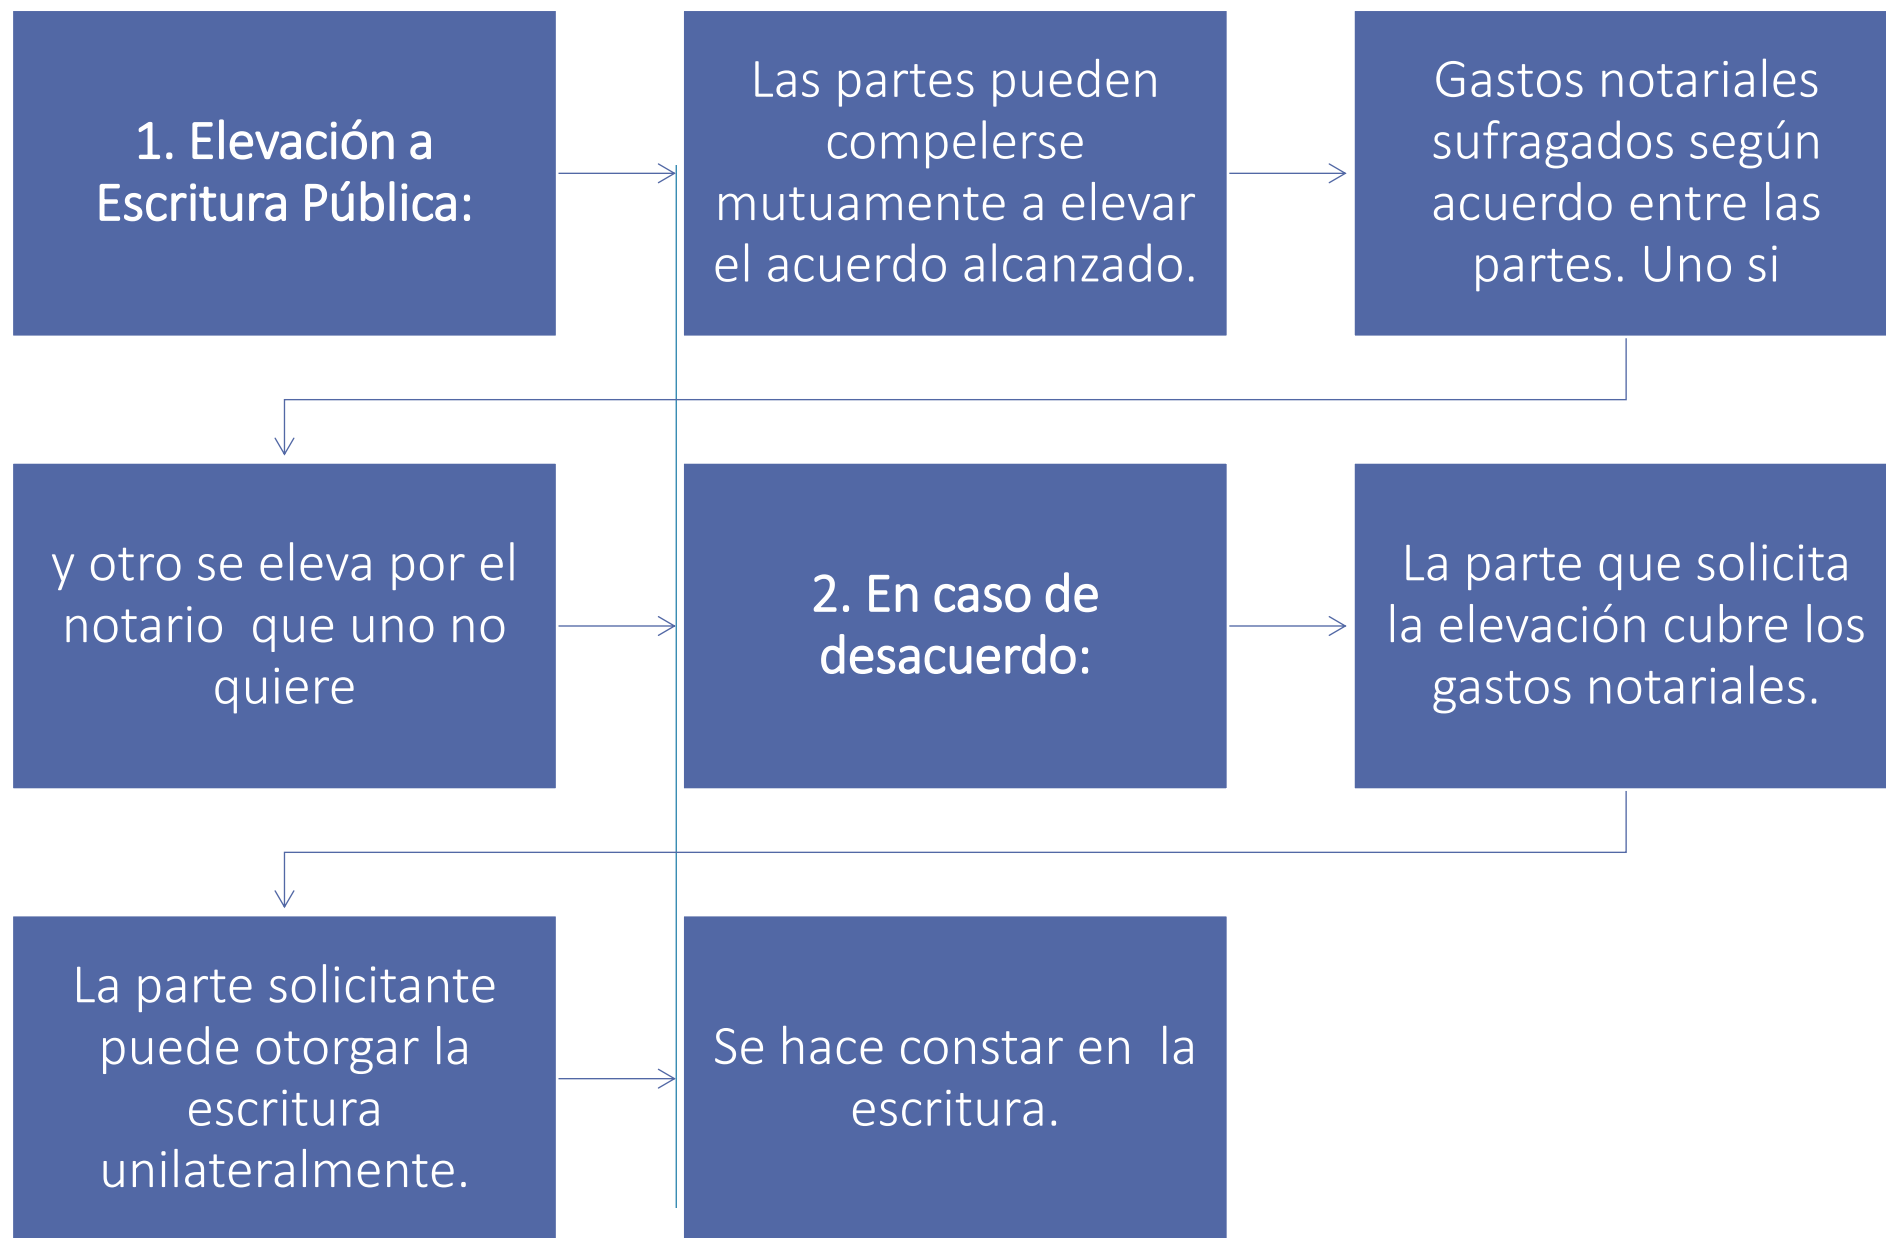 1. Elevación a
Escritura Pública:
Las partes pueden
compelerse
mutuamente a elevar
el acuerdo alcanzado.
Gastos notariales
sufragados según
acuerdo entre las
partes. Uno si
y otro se eleva por el
notario  que uno no
quiere
2. En caso de
desacuerdo:
La parte que solicita
la elevación cubre los
gastos notariales.
La parte solicitante
puede otorgar la
escritura
unilateralmente.
Se hace constar en  la
escritura.